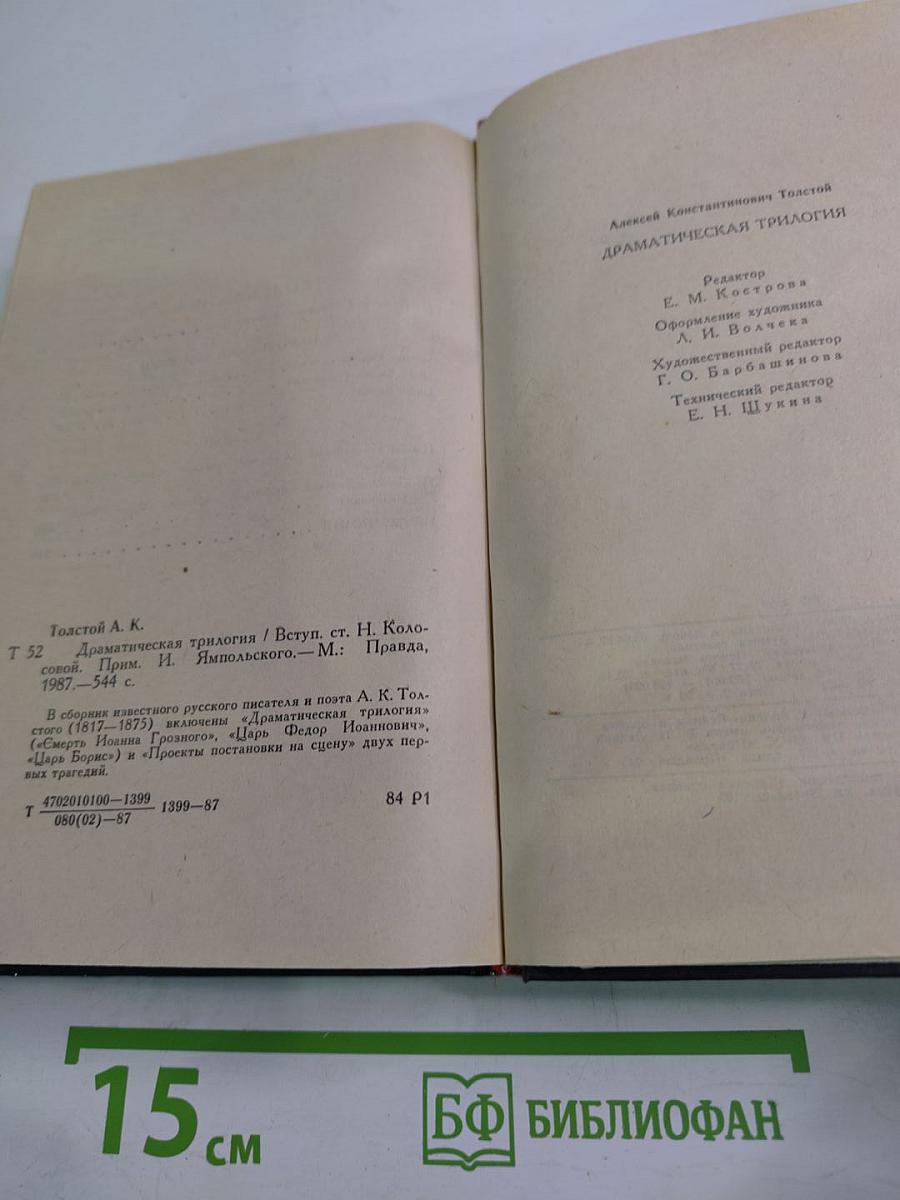 Толстой А. К.
Т 52 Драматическая трилогия / Вступ. ст. Н. Коло-
совой. Прим. И. Ямпольского.— М.: Правда,
1987.—544 с.
В сборник известного русского писателя и поэта А. К. Тол-
стого (1817—1875) включены «Драматическая трилогия»
(«Смерть Иоанна Грозного», «Царь Федор Иоаннович»,
«Царь Борис») и «Проекты постановки на сцену» двух пер-
вых трагедий.
Т 4702010100—1399 1399—87 84 Р1
080(02)—87
Алексей Константинович Толстой
ДРАМАТИЧЕСКАЯ ТРИЛОГИЯ
Редактор
Е. М. Кострова
Оформление художника
Л. И. Волчека
Художественный редактор
Г. О. Барбашинова
Технический редактор
Е. Н. Щукина
15 см
БФ БИБЛИОФАН